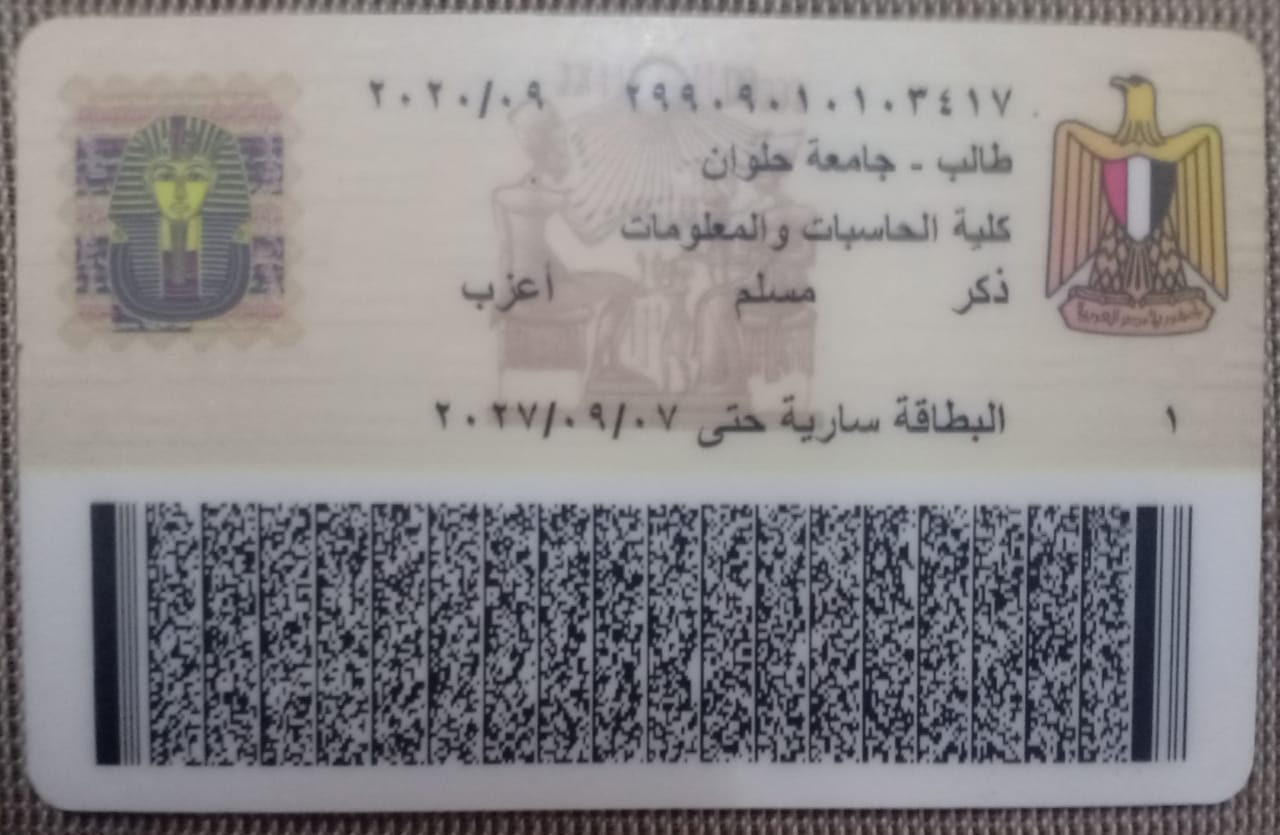 ٢٩٩٠٩٠١٠١٠٣٤١٧ ٢٠٢٠/٠٩
طالب - جامعة حلوان
كلية الحاسبات والمعلومات
ذكر مسلم أعزب
١ البطاقة سارية حتى ٢٠٢٧/٠٩/٠٧
جمهورية مصر العربية